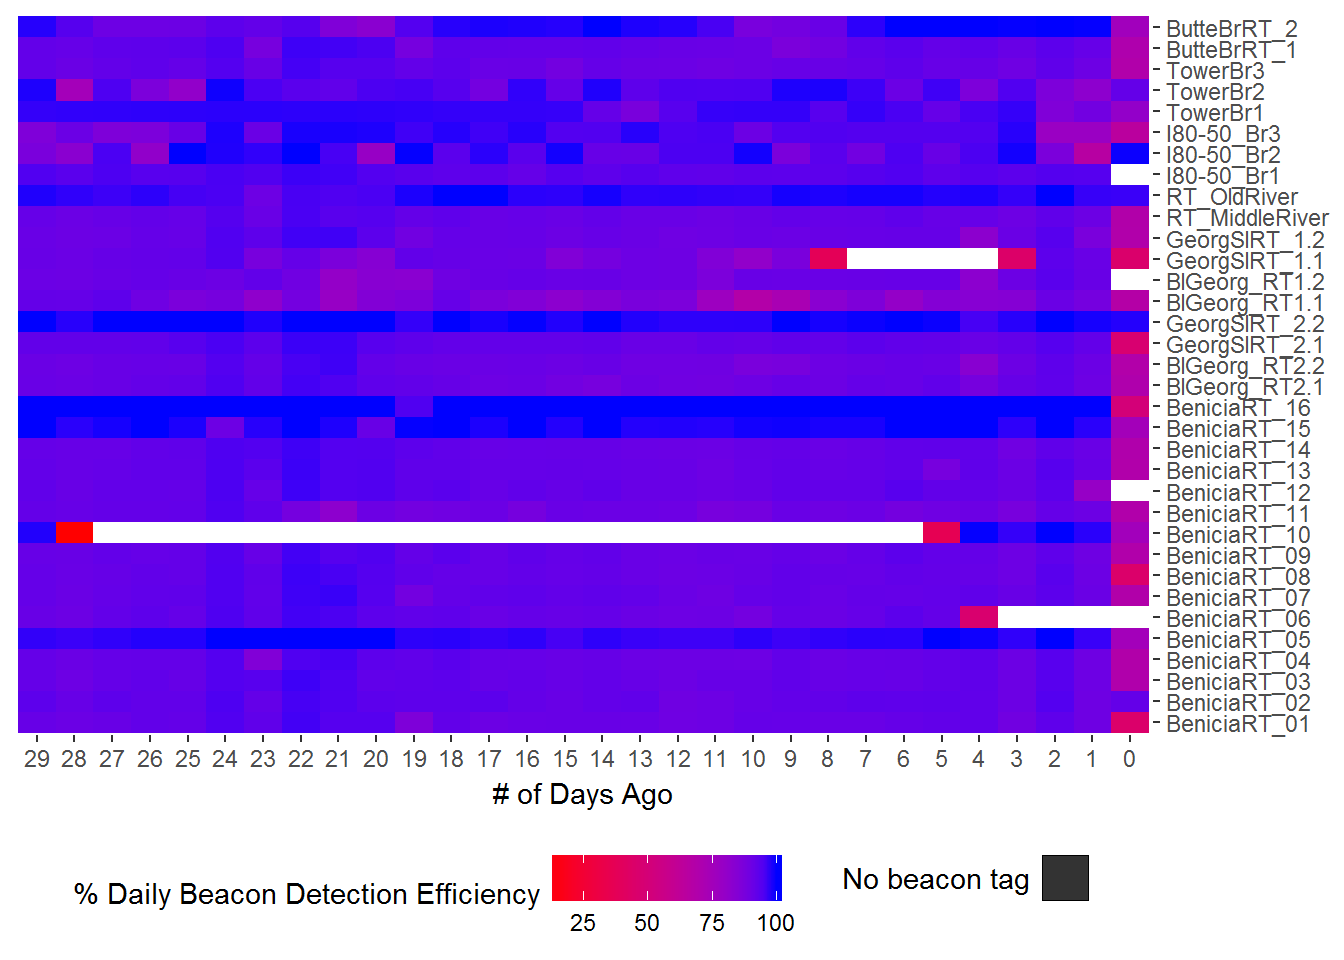 ButteBrRT_2
ButteBrRT_1
TowerBr3
TowerBr2
TowerBr1
I80-50_Br3
I80-50_Br2
I80-50_Br1
RT_OldRiver
RT_MiddleRiver
GeorgSlRT_1.2
GeorgSlRT_1.1
BlGeorg_RT1.2
BlGeorg_RT1.1
GeorgSlRT_2.2
GeorgSlRT_2.1
BlGeorg_RT2.2
BlGeorg_RT2.1
BeniciaRT_16
BeniciaRT_15
BeniciaRT_14
BeniciaRT_13
BeniciaRT_12
BeniciaRT_11
BeniciaRT_10
BeniciaRT_09
BeniciaRT_08
BeniciaRT_07
BeniciaRT_06
BeniciaRT_05
BeniciaRT_04
BeniciaRT_03
BeniciaRT_02
BeniciaRT_01
29 28 27 26 25 24 23 22 21 20 19 18 17 16 15 14 13 12 11 10 9 8 7 6 5 4 3 2 1 0
# of Days Ago
% Daily Beacon Detection Efficiency
25 50 75 100
No beacon tag